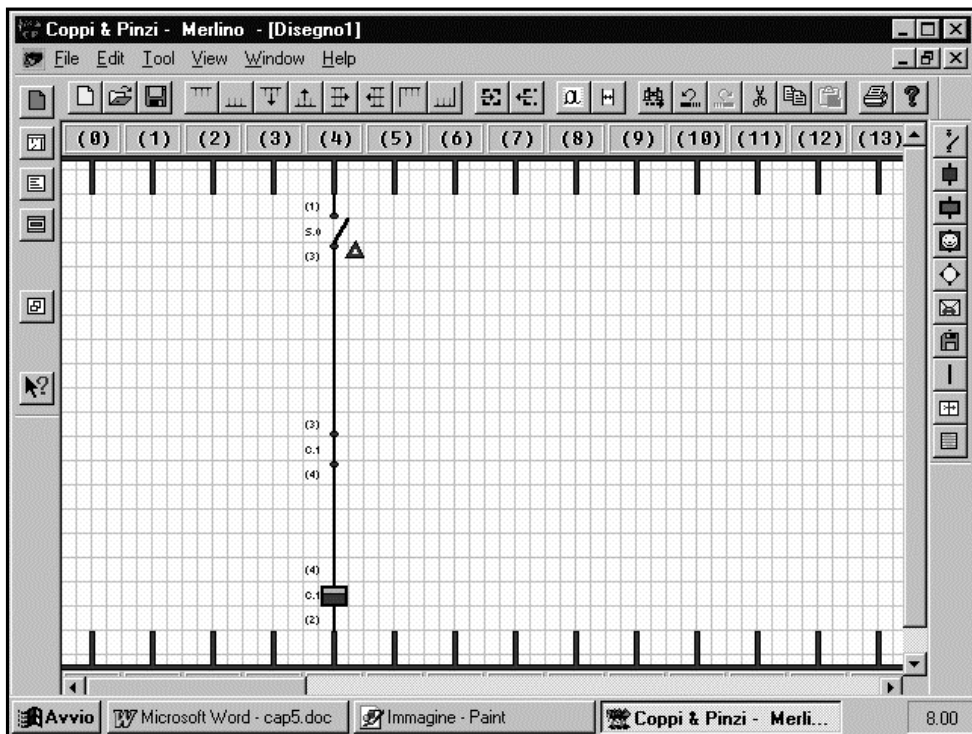 Coppi & Pinzi - Merlino - [Disegno1]
File Edit Tool View Window Help
(0) (1) (2) (3) (4) (5) (6) (7) (8) (9) (10) (11) (12) (13)
(1)
S.0
(3)
(3)
C.1
(4)
(4)
C.1
(2)
Avvio Microsoft Word - cap5.doc Immagine - Paint Coppi & Pinzi - Merli... 8.00